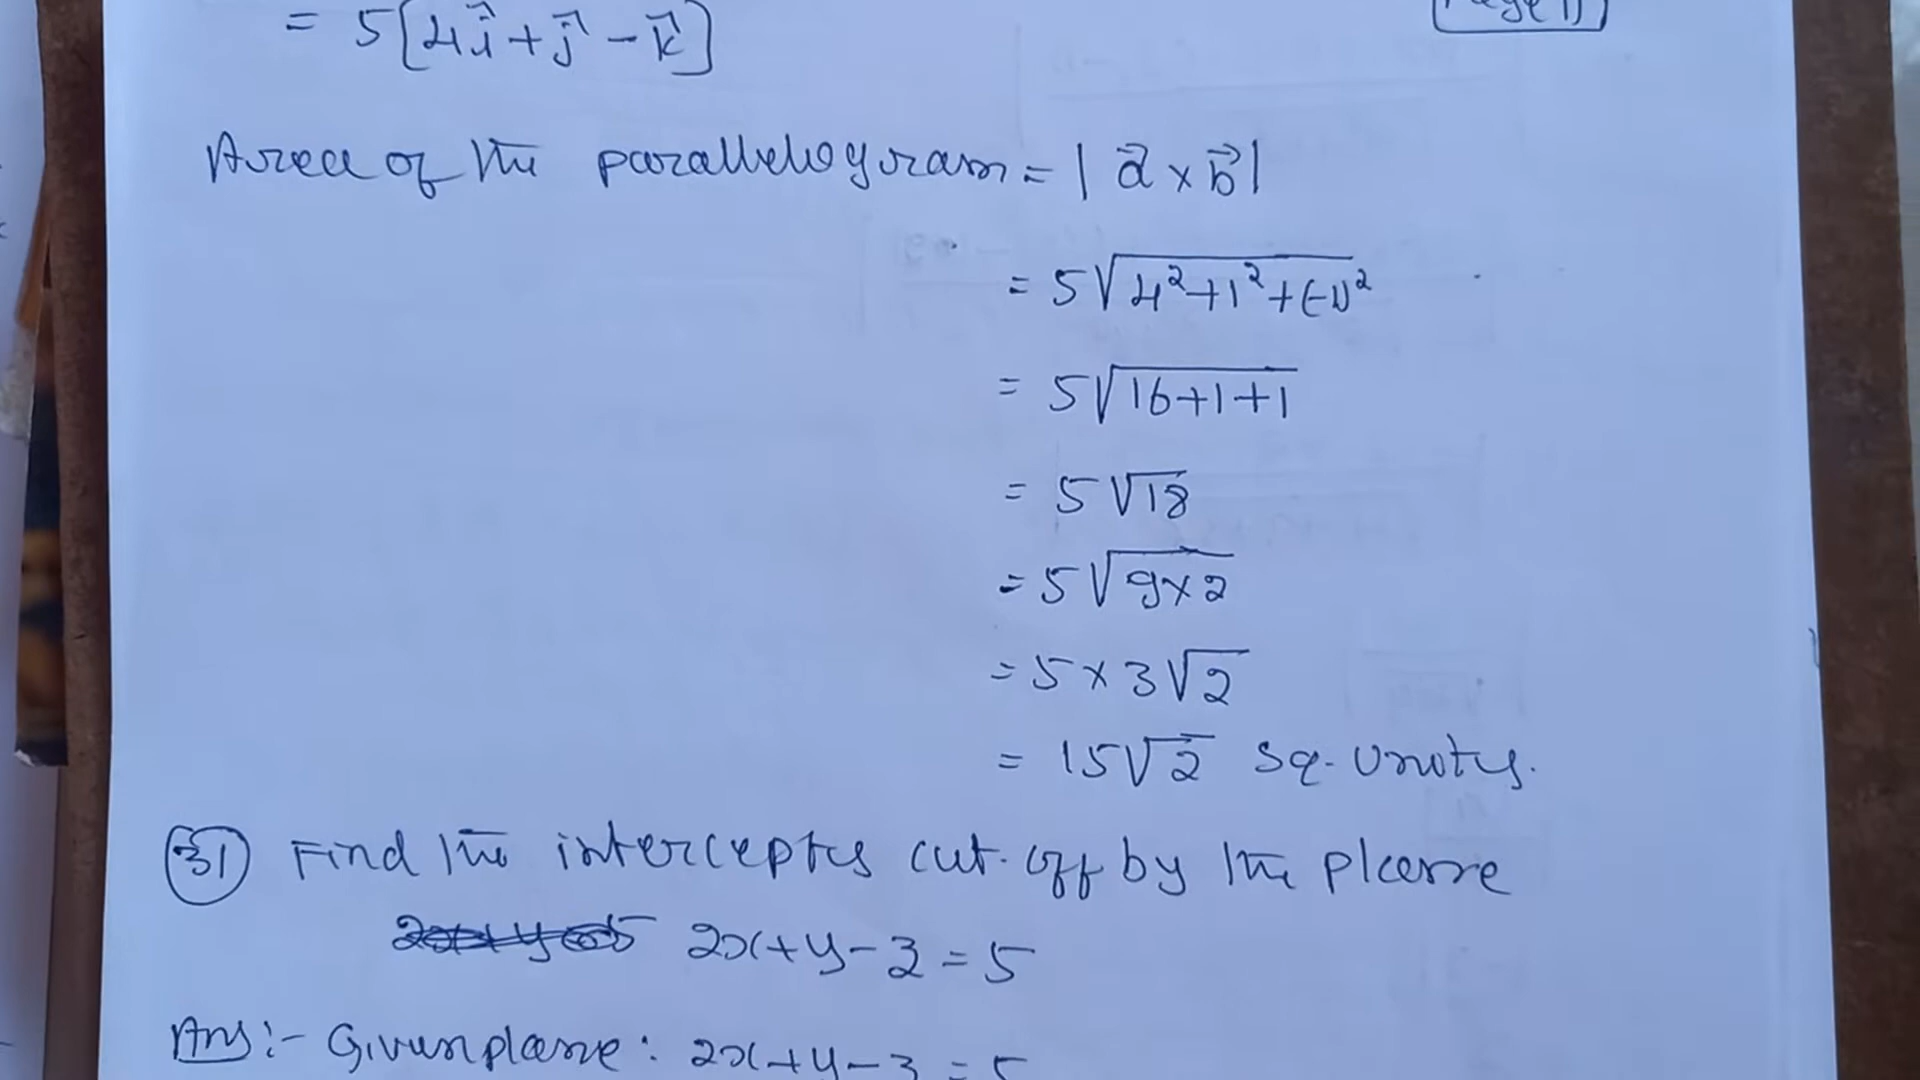 = 5[4i⃗ + j⃗ - k⃗]
Page 11
Area of the parallelogram = |a⃗ × b⃗|
= 5√4²+1²+(-1)²
= 5√16+1+1
= 5√18
= 5√9×2
= 5 × 3√2
= 15√2 sq. units.
31 Find the intercepts cut-off by the plane
2x+y-z=5
Ans:- Given plane: 2x+y-z=5